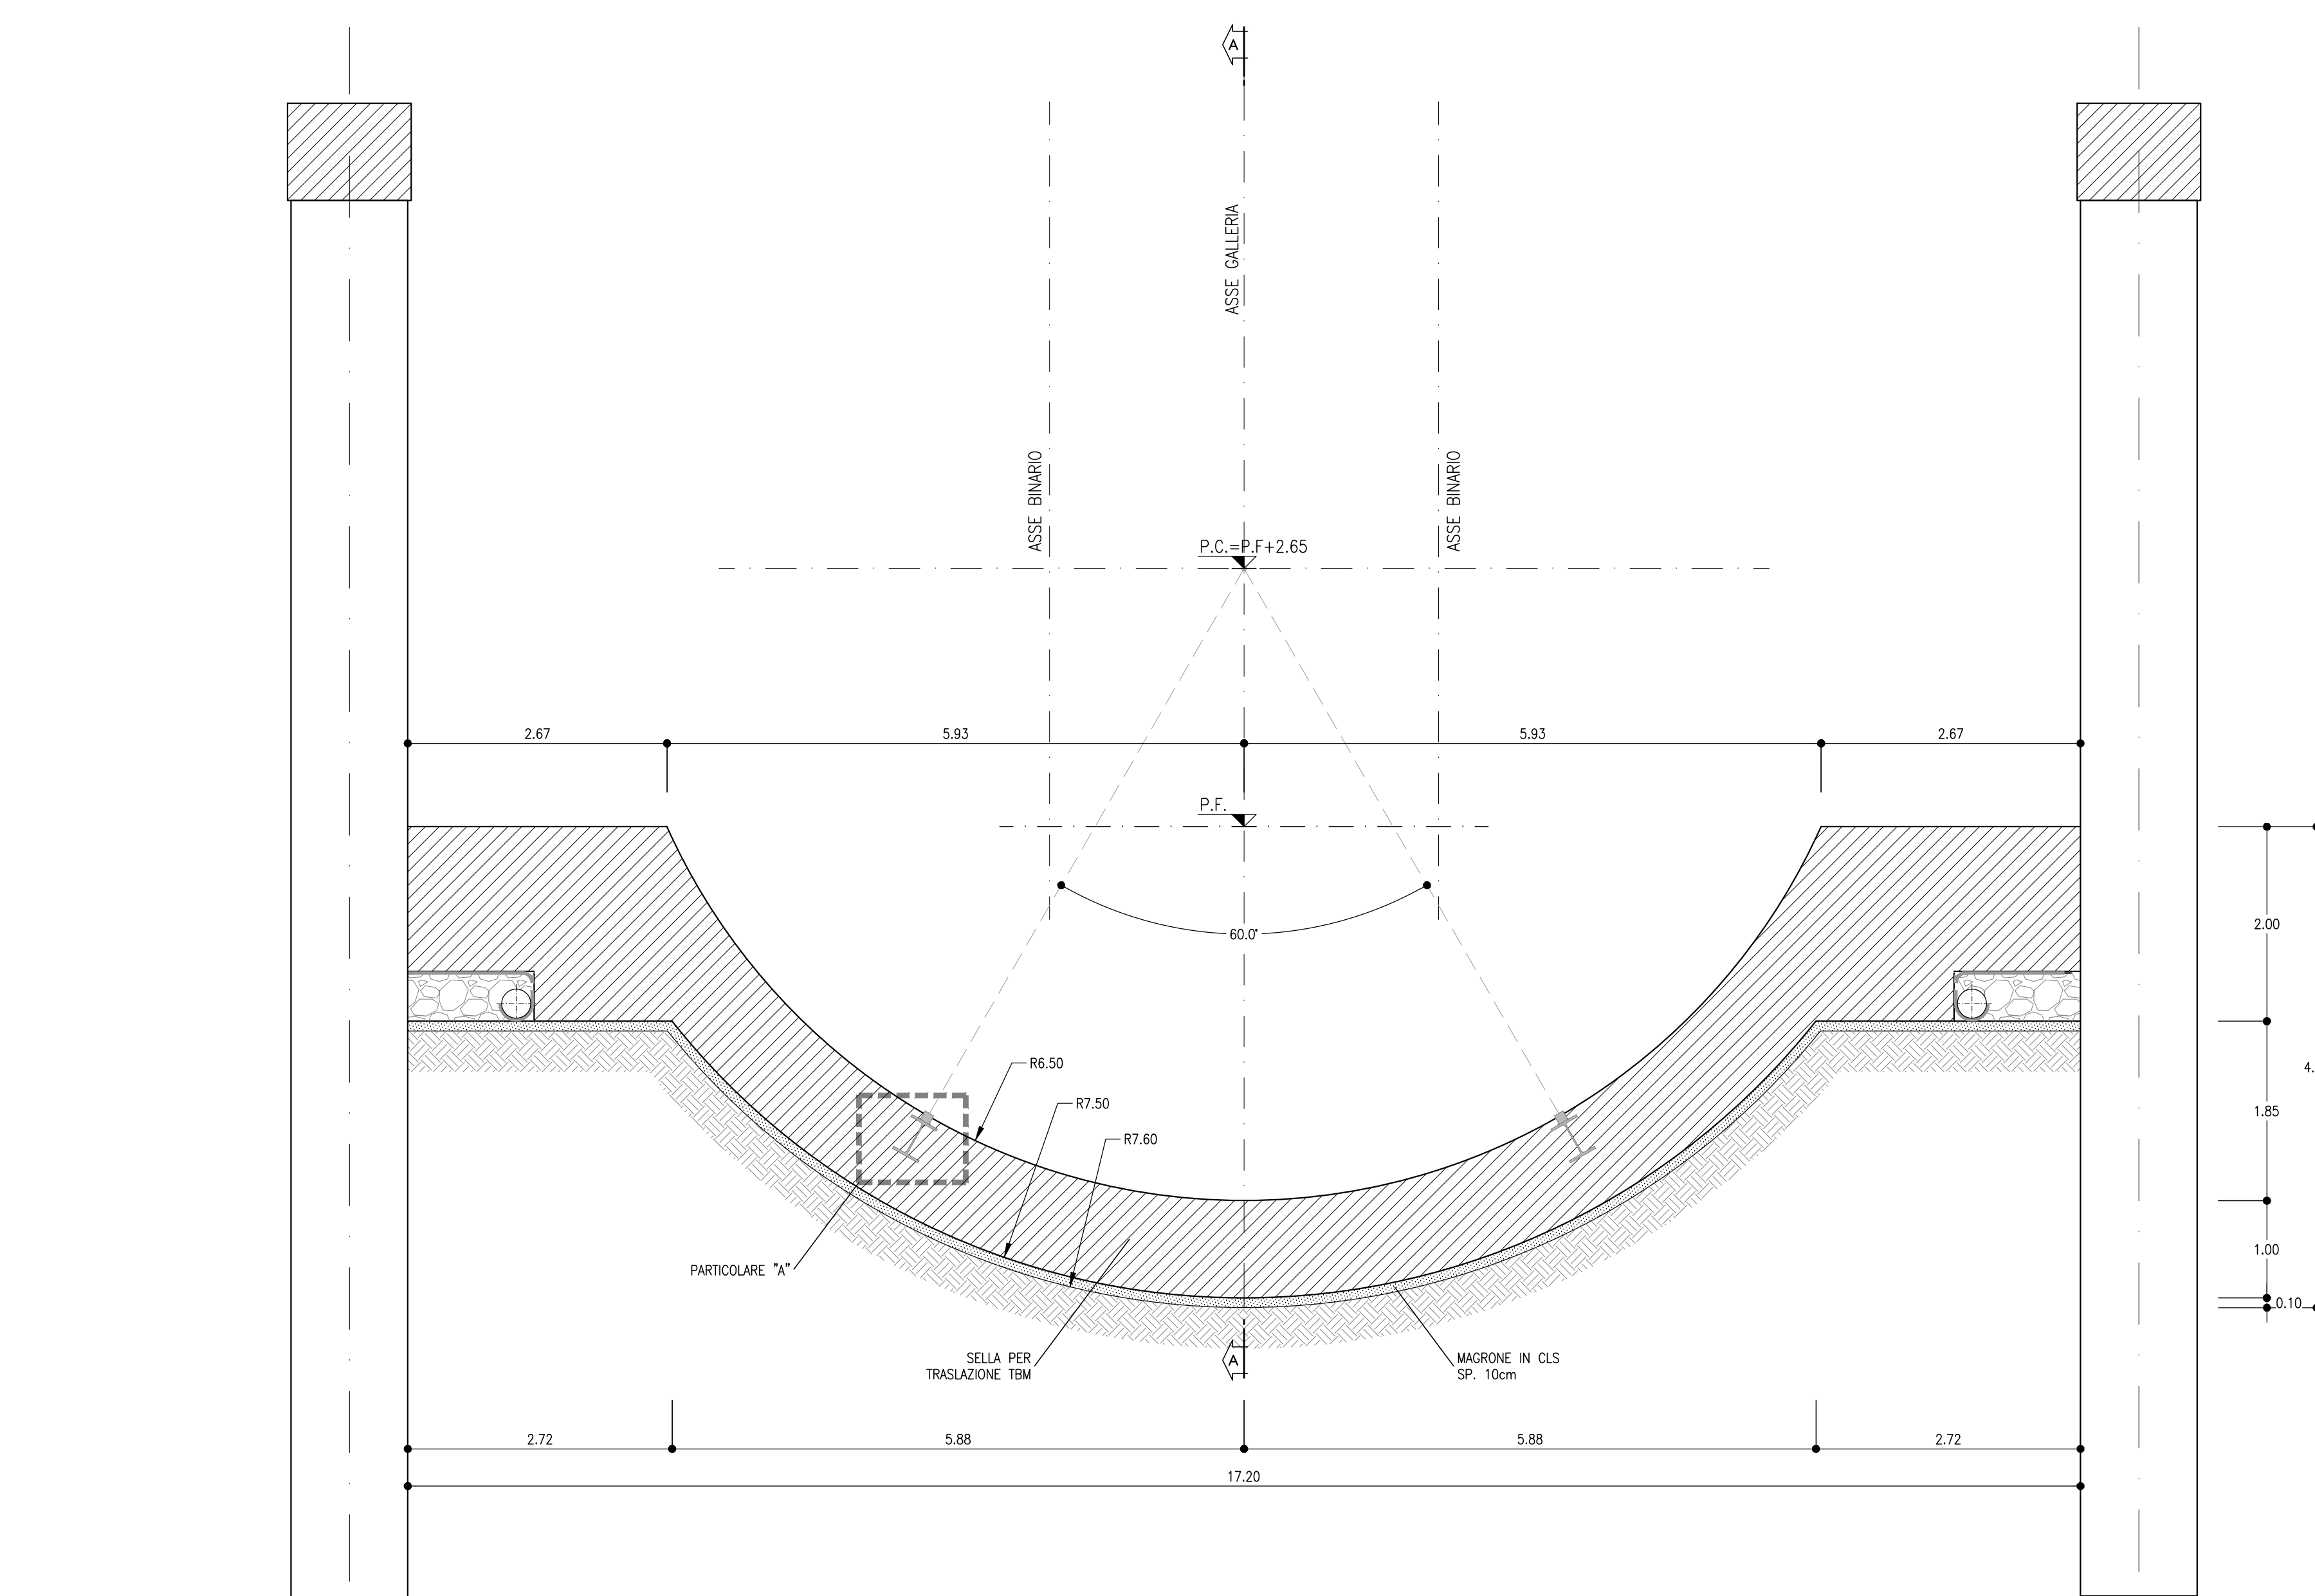 A
ASSE GALLERIA
ASSE BINARIO
ASSE BINARIO
P.C.=P.F+2.65
2.67
5.93
5.93
2.67
P.F.
60.0°
2.00
R6.50
R7.50
R7.60
4.
1.85
PARTICOLARE "A"
1.00
0.10
SELLA PER
TRASLAZIONE TBM
A
MAGRONE IN CLS
SP. 10cm
2.72
5.88
5.88
2.72
17.20